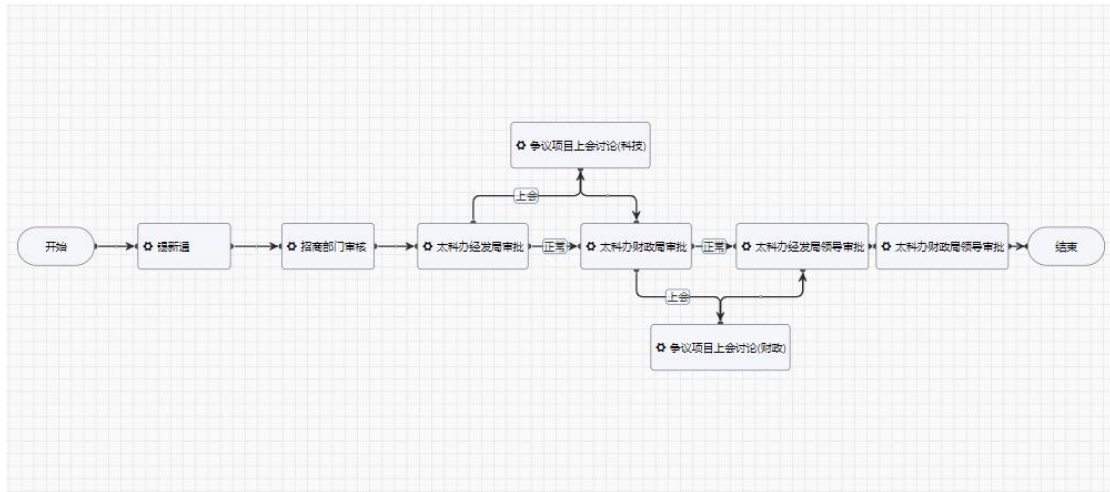 争议项目上会讨论(科技)
上会
开始
锡新通
招商部门审核
太科办经发局审批
正常
太科办财政局审批
正常
太科办经发局领导审批
太科办财政局领导审批
结束
上会
争议项目上会讨论(财政)